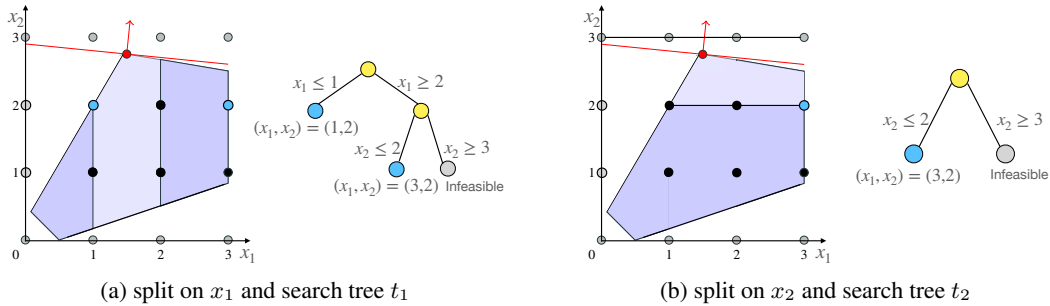 x₂
3
2
1
0
1
2
3
x₁
x₁ ≤ 1
x₁ ≥ 2
(x₁, x₂) = (1,2)
x₂ ≤ 2
x₂ ≥ 3
(x₁, x₂) = (3,2)
Infeasible
(a) split on x₁ and search tree t₁
x₂
3
2
1
0
1
2
3
x₁
x₂ ≤ 2
x₂ ≥ 3
(x₁, x₂) = (3,2)
Infeasible
(b) split on x₂ and search tree t₂